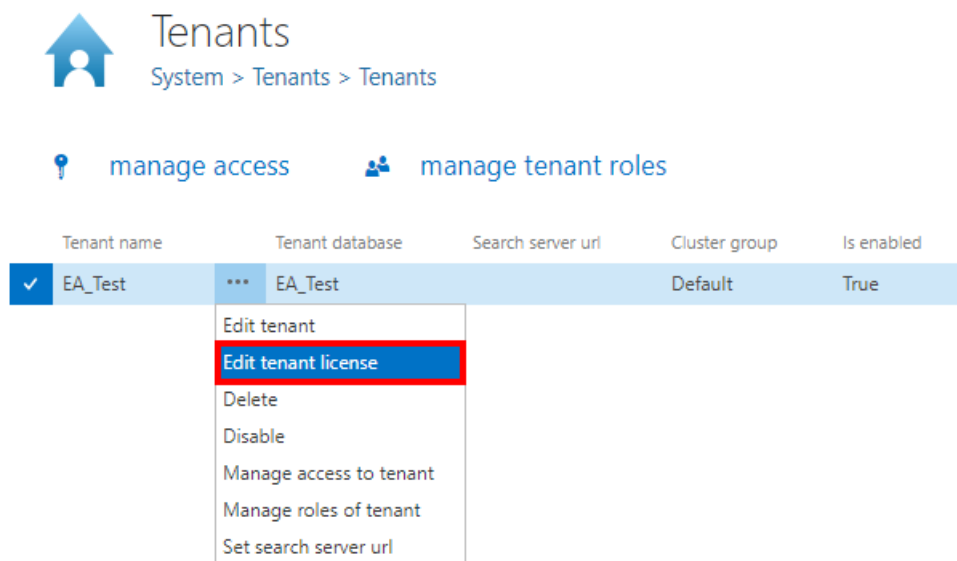 Tenants
System > Tenants > Tenants
manage access manage tenant roles
Tenant name Tenant database Search server url Cluster group Is enabled
EA_Test ••• EA_Test Default True
Edit tenant
Edit tenant license
Delete
Disable
Manage access to tenant
Manage roles of tenant
Set search server url